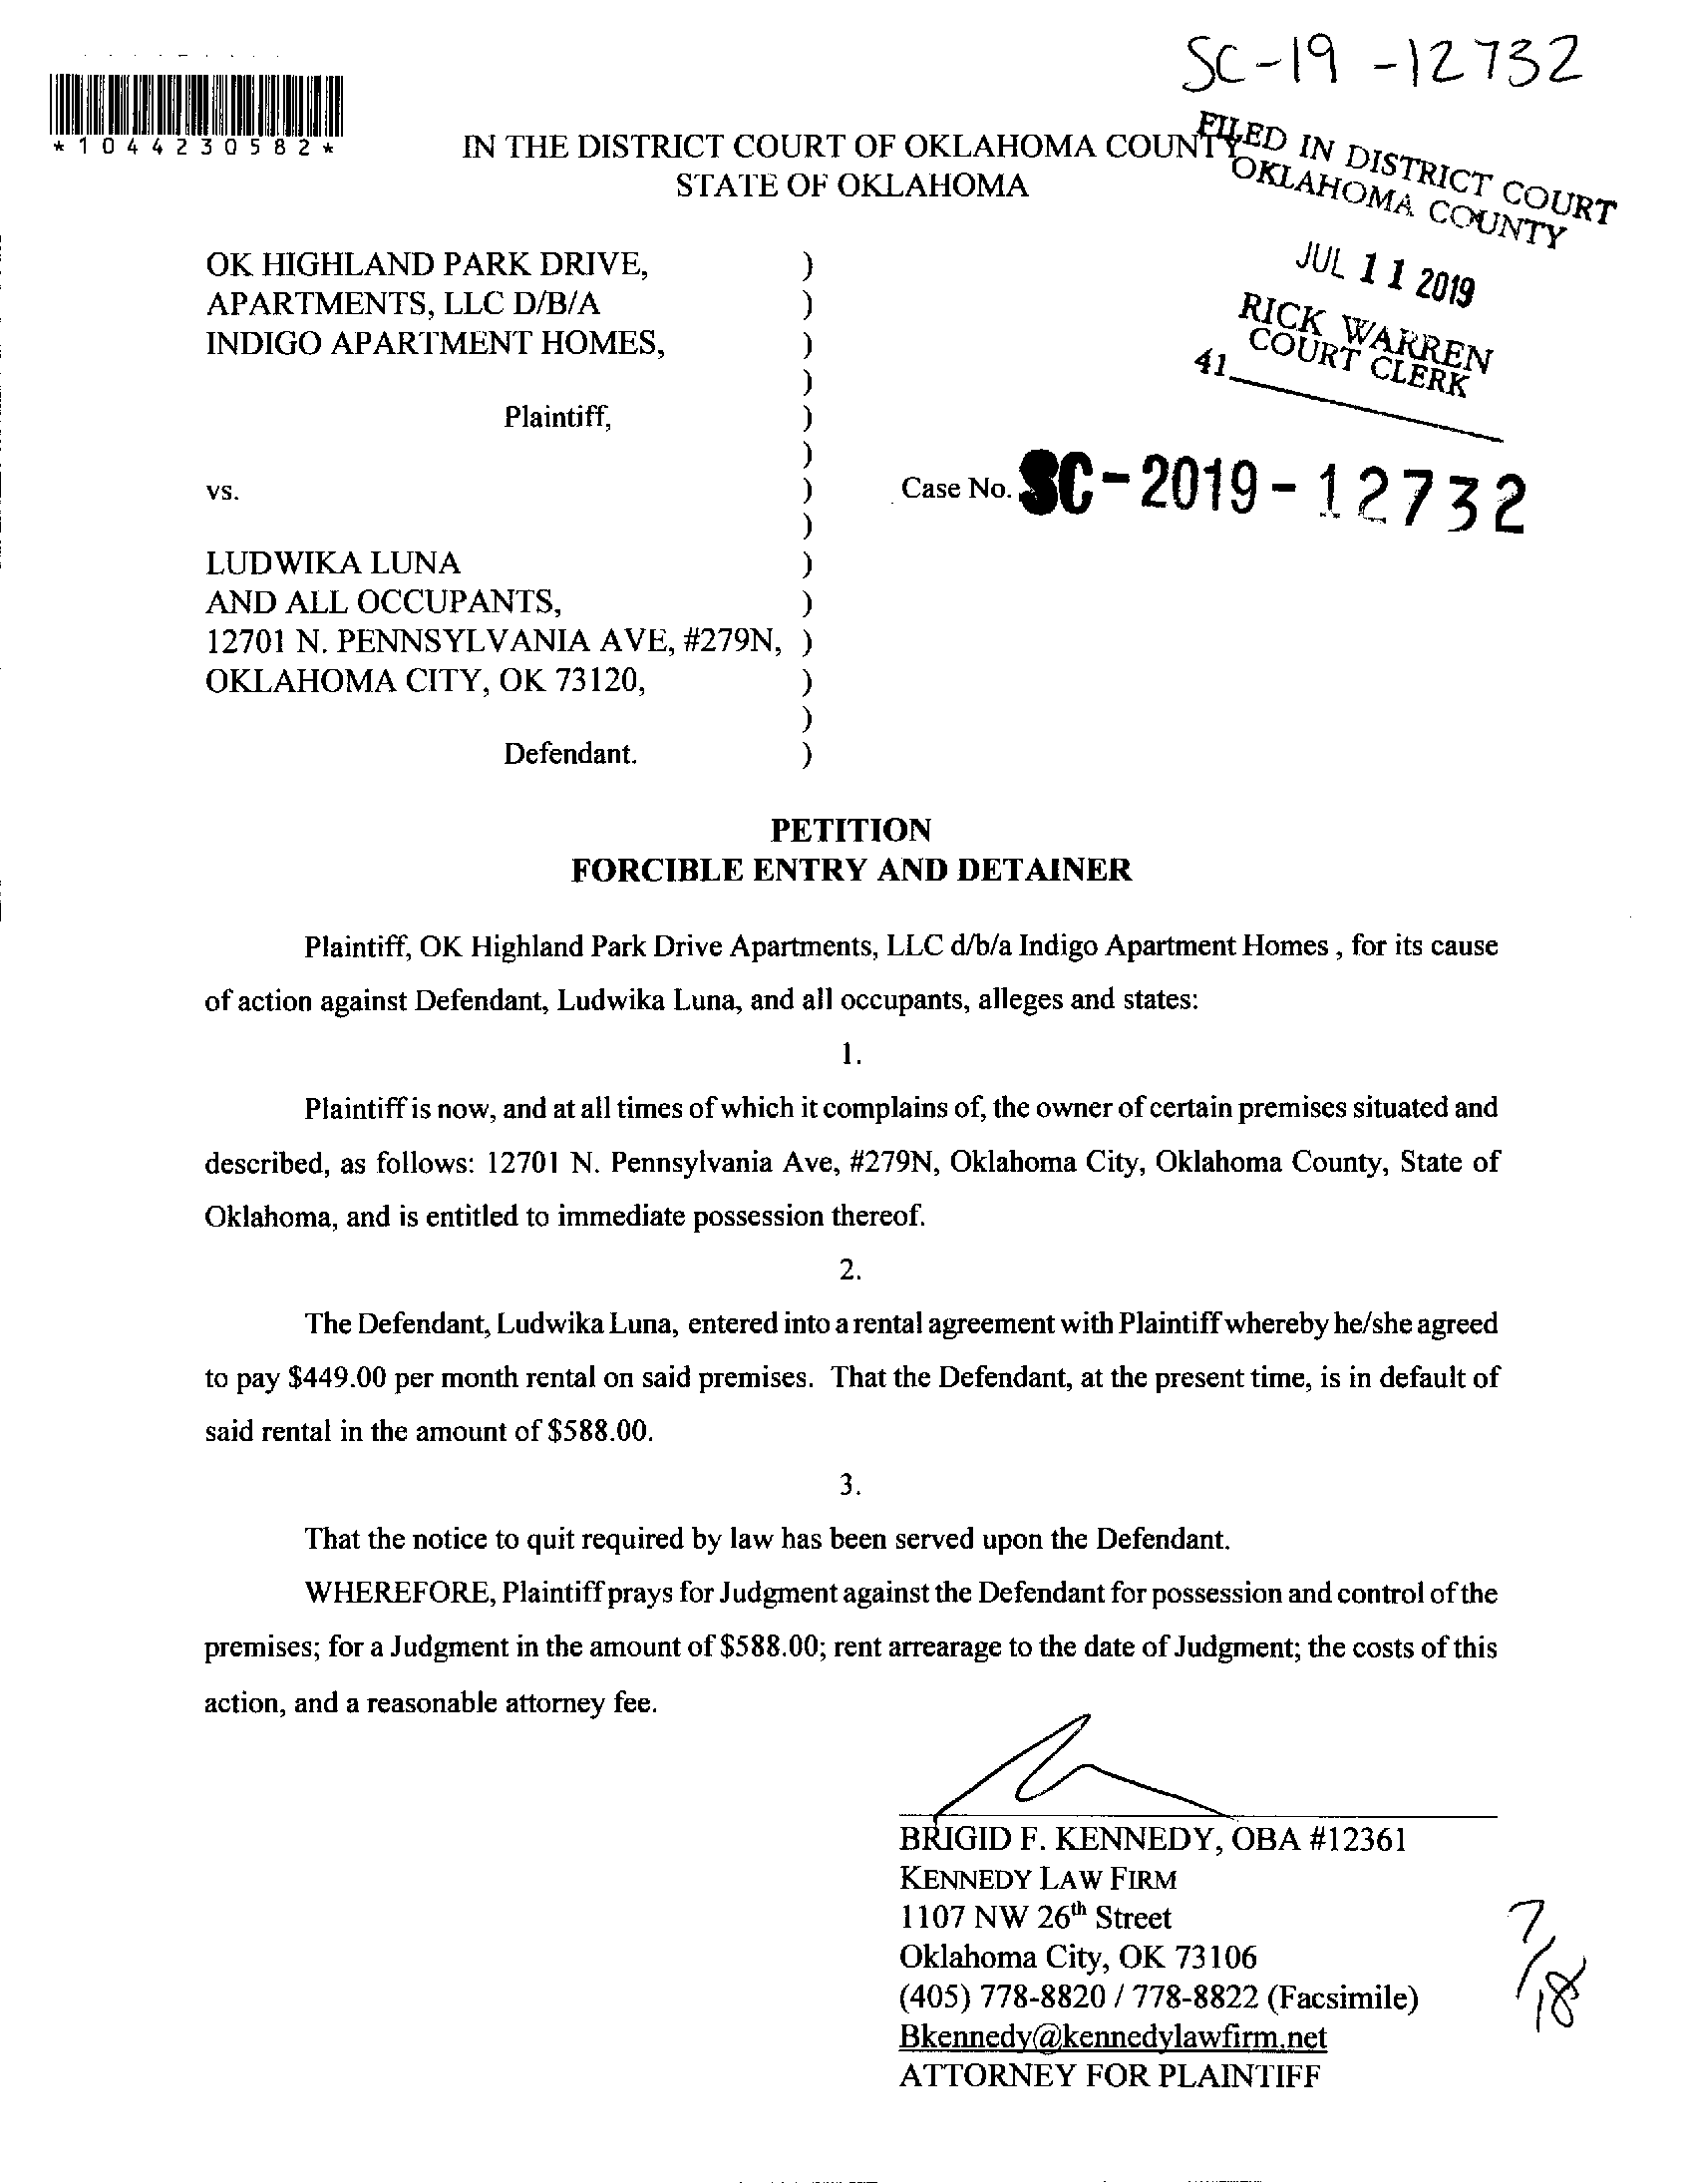 SC-19-12732
*1044230582*
IN THE DISTRICT COURT OF OKLAHOMA COUNTY
STATE OF OKLAHOMA
FILED IN DISTRICT COURT
OKLAHOMA COUNTY
JUL 11 2019
RICK WARREN
COURT CLERK
41
OK HIGHLAND PARK DRIVE, )
APARTMENTS, LLC D/B/A )
INDIGO APARTMENT HOMES, )
)
Plaintiff, )
)
vs. ) Case No. SC-2019-12732
)
LUDWIKA LUNA )
AND ALL OCCUPANTS, )
12701 N. PENNSYLVANIA AVE, #279N, )
OKLAHOMA CITY, OK 73120, )
)
Defendant. )
PETITION
FORCIBLE ENTRY AND DETAINER
Plaintiff, OK Highland Park Drive Apartments, LLC d/b/a Indigo Apartment Homes , for its cause
of action against Defendant, Ludwika Luna, and all occupants, alleges and states:
1.
Plaintiff is now, and at all times of which it complains of, the owner of certain premises situated and
described, as follows: 12701 N. Pennsylvania Ave, #279N, Oklahoma City, Oklahoma County, State of
Oklahoma, and is entitled to immediate possession thereof.
2.
The Defendant, Ludwika Luna, entered into a rental agreement with Plaintiff whereby he/she agreed
to pay $449.00 per month rental on said premises. That the Defendant, at the present time, is in default of
said rental in the amount of $588.00.
3.
That the notice to quit required by law has been served upon the Defendant.
WHEREFORE, Plaintiff prays for Judgment against the Defendant for possession and control of the
premises; for a Judgment in the amount of $588.00; rent arrearage to the date of Judgment; the costs of this
action, and a reasonable attorney fee.
BRIGID F. KENNEDY, OBA #12361
KENNEDY LAW FIRM
1107 NW 26th Street
Oklahoma City, OK 73106
(405) 778-8820 / 778-8822 (Facsimile)
Bkennedy@kennedylawfirm.net
ATTORNEY FOR PLAINTIFF
7/18